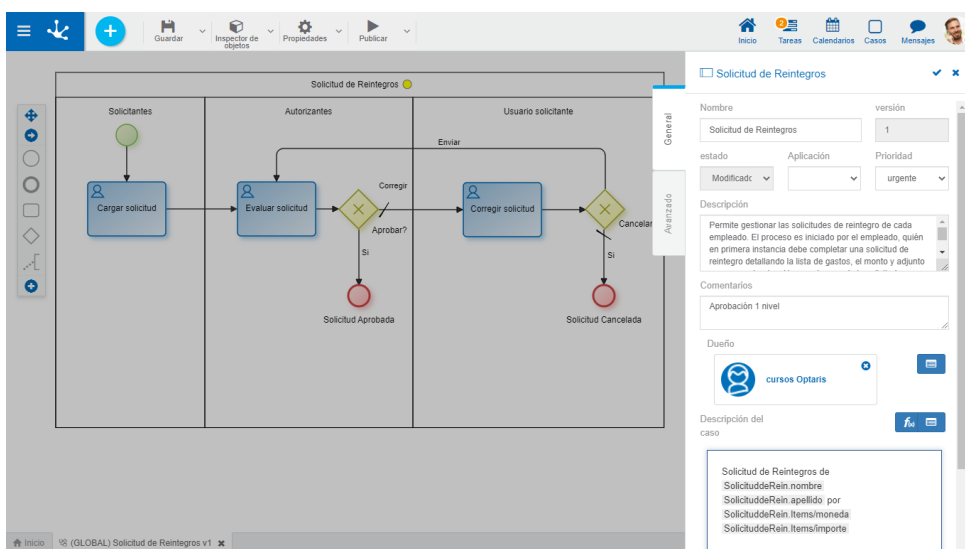 Guardar
Inspector de
objetos
Propiedades
Publicar
Inicio
2
Tareas
Calendarios
Casos
Mensajes
Solicitud de Reintegros
Solicitantes
Autorizantes
Usuario solicitante
Enviar
Cargar solicitud
Evaluar solicitud
Corregir
Aprobar?
Si
Solicitud Aprobada
Corregir solicitud
Cancelar
Si
Solicitud Cancelada
Inicio
(GLOBAL) Solicitud de Reintegros v1
General
Avanzado
Solicitud de Reintegros
Nombre
versión
Solicitud de Reintegros
1
estado
Aplicación
Prioridad
Modificado
urgente
Descripción
Permite gestionar las solicitudes de reintegro de cada
empleado. El proceso es iniciado por el empleado, quién
en primera instancia debe completar una solicitud de
reintegro detallando la lista de gastos, el monto y adjunto
Comentarios
Aprobación 1 nivel
Dueño
cursos Optaris
Descripción del
caso
f(x)
Solicitud de Reintegros de
SolicituddeRein.nombre
SolicituddeRein.apellido por
SolicituddeRein.Items/moneda
SolicituddeRein.Items/importe